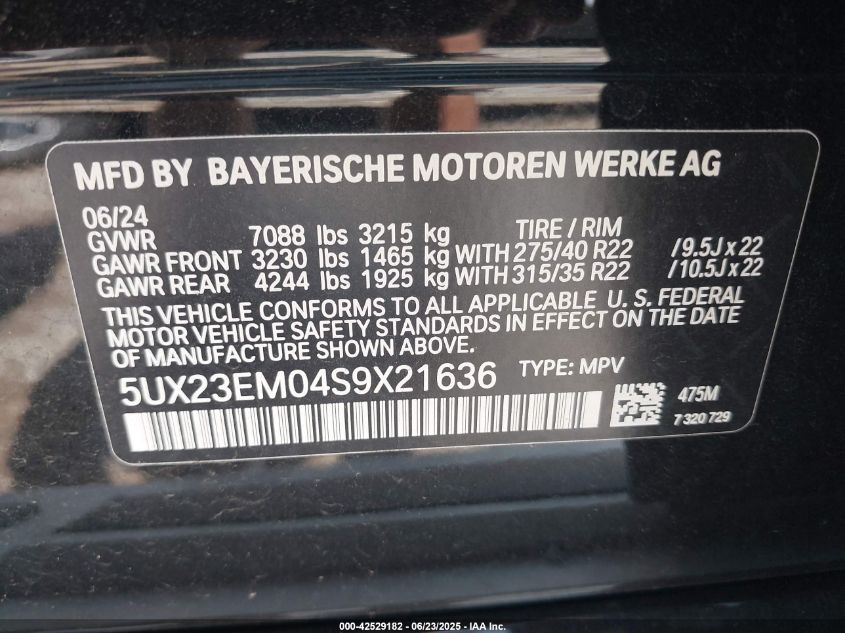 MFD BY BAYERISCHE MOTOREN WERKE AG
06/24 TIRE / RIM
GVWR 7088 lbs 3215 kg
GAWR FRONT 3230 lbs 1465 kg WITH 275/40 R22 /9.5J x 22
GAWR REAR 4244 lbs 1925 kg WITH 315/35 R22 /10.5J x 22
THIS VEHICLE CONFORMS TO ALL APPLICABLE U. S. FEDERAL
MOTOR VEHICLE SAFETY STANDARDS IN EFFECT ON THE DATE
OF MANUFACTURE SHOWN ABOVE.
5UX23EM04S9X21636 TYPE: MPV
475M
7 320 729
000-42529182 - 06/23/2025 - IAA Inc.